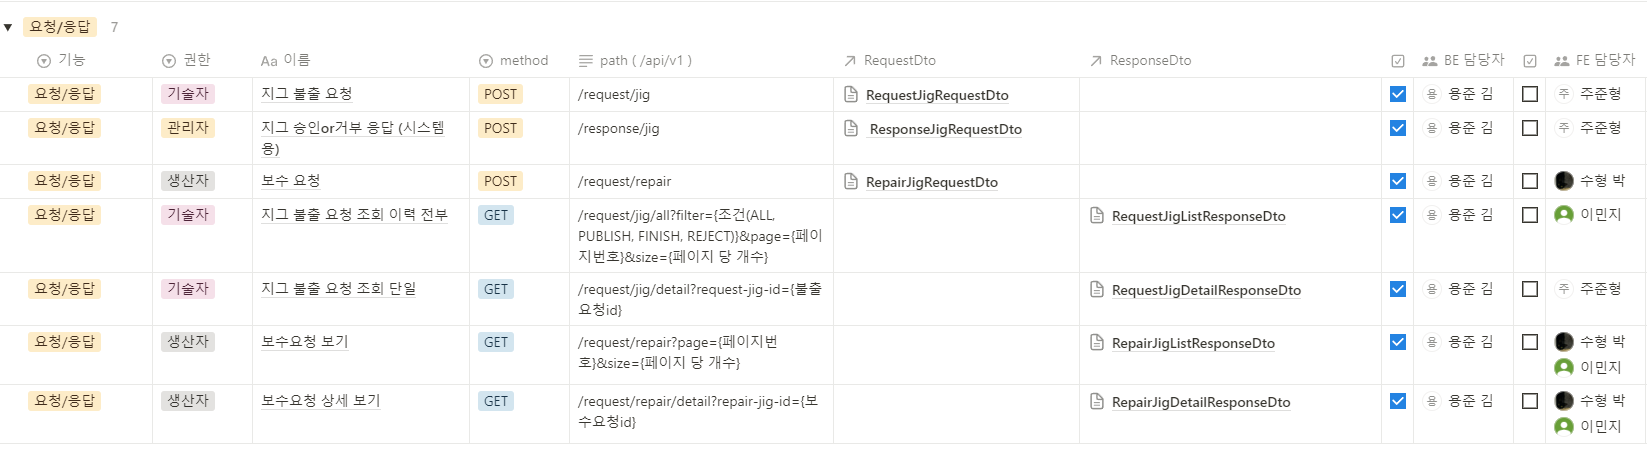 요청/응답 7
기능 권한 Aa 이름 method path ( /api/v1 ) RequestDto ResponseDto BE 담당자 FE 담당자
요청/응답 기술자 지그 불출 요청 POST /request/jig RequestJigRequestDto 용 용준 김 주 주준형
요청/응답 관리자 지그 승인or거부 응답 (시스템 POST /response/jig ResponseJigRequestDto 용 용준 김 주 주준형
용)
요청/응답 생산자 보수 요청 POST /request/repair RepairJigRequestDto 용 용준 김 수형 박
요청/응답 기술자 지그 불출 요청 조회 이력 전부 GET /request/jig/all?filter={조건(ALL, RequestJigListResponseDto 용 용준 김 이민지
PUBLISH, FINISH, REJECT)}&page={페이
지번호}&size={페이지 당 개수}
요청/응답 기술자 지그 불출 요청 조회 단일 GET /request/jig/detail?request-jig-id={불출 RequestJigDetailResponseDto 용 용준 김 주 주준형
요청id}
요청/응답 생산자 보수요청 보기 GET /request/repair?page={페이지번 RepairJigListResponseDto 용 용준 김 수형 박
호}&size={페이지 당 개수} 이민지
요청/응답 생산자 보수요청 상세 보기 GET /request/repair/detail?repair-jig-id={보 RepairJigDetailResponseDto 용 용준 김 수형 박
수요청id} 이민지